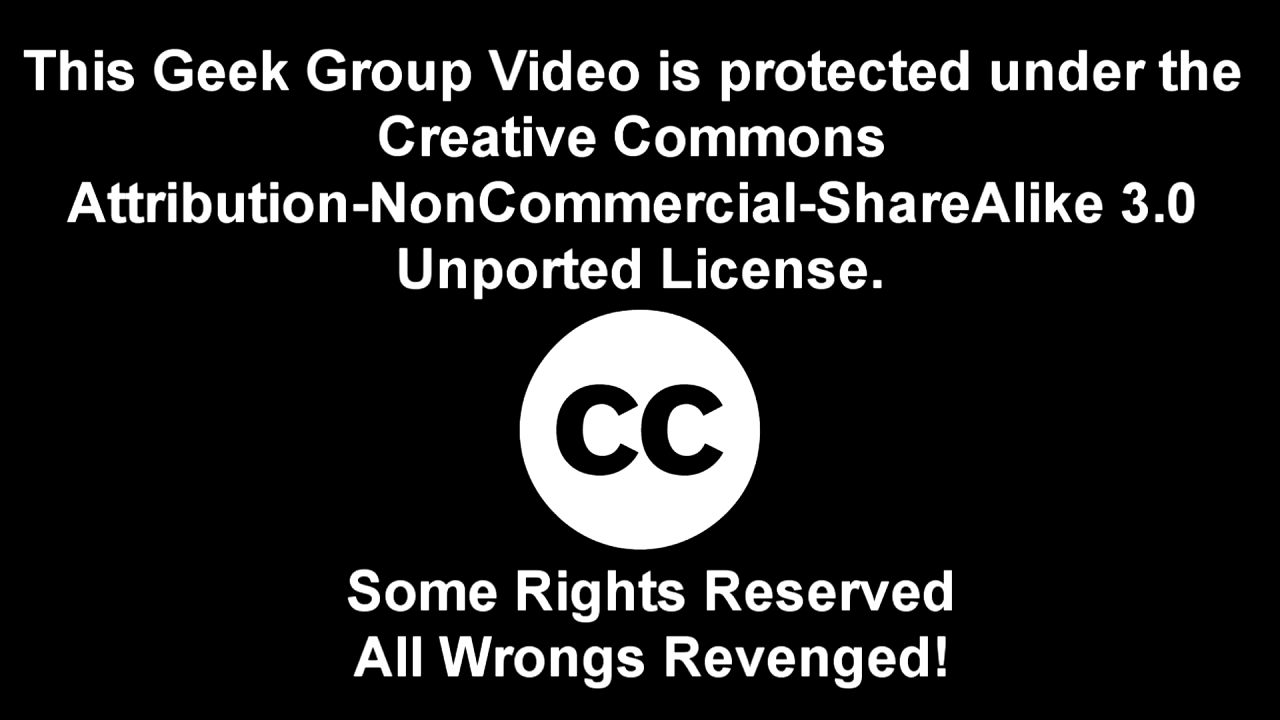 This Geek Group Video is protected under the
Creative Commons
Attribution-NonCommercial-ShareAlike 3.0
Unported License.
cc
Some Rights Reserved
All Wrongs Revenged!